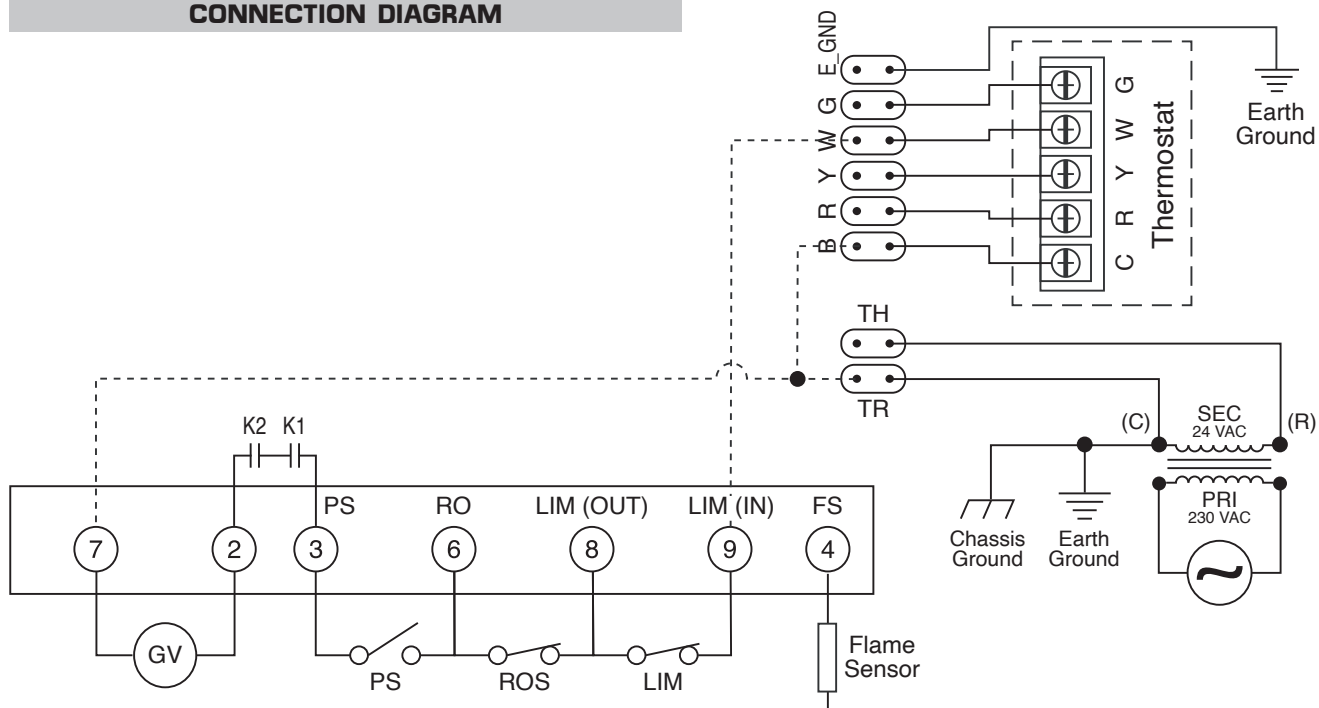 CONNECTION DIAGRAM
E_GND
G
W
Y
R
B
G
W
Y
R
C
Thermostat
Earth
Ground
TH
TR
(C)
SEC
24 VAC
(R)
PRI
230 VAC
Chassis
Ground
Earth
Ground
K2 K1
PS
RO
LIM (OUT)
LIM (IN)
FS
7
2
3
6
8
9
4
GV
PS
ROS
LIM
Flame
Sensor